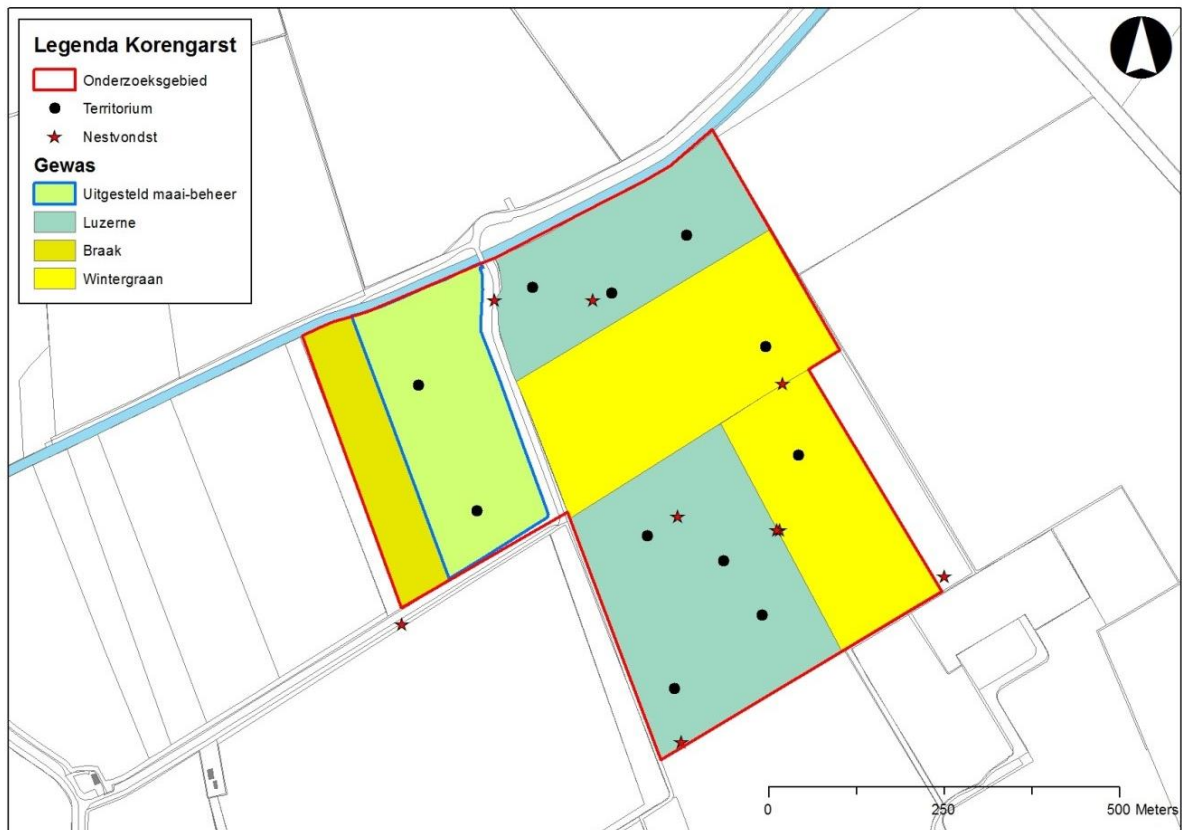 Legenda Korengarst
Onderzoeksgebied
Territorium
Nestvondst
Gewas
Uitgesteld maai-beheer
Luzerne
Braak
Wintergraan
0 250 500 Meters